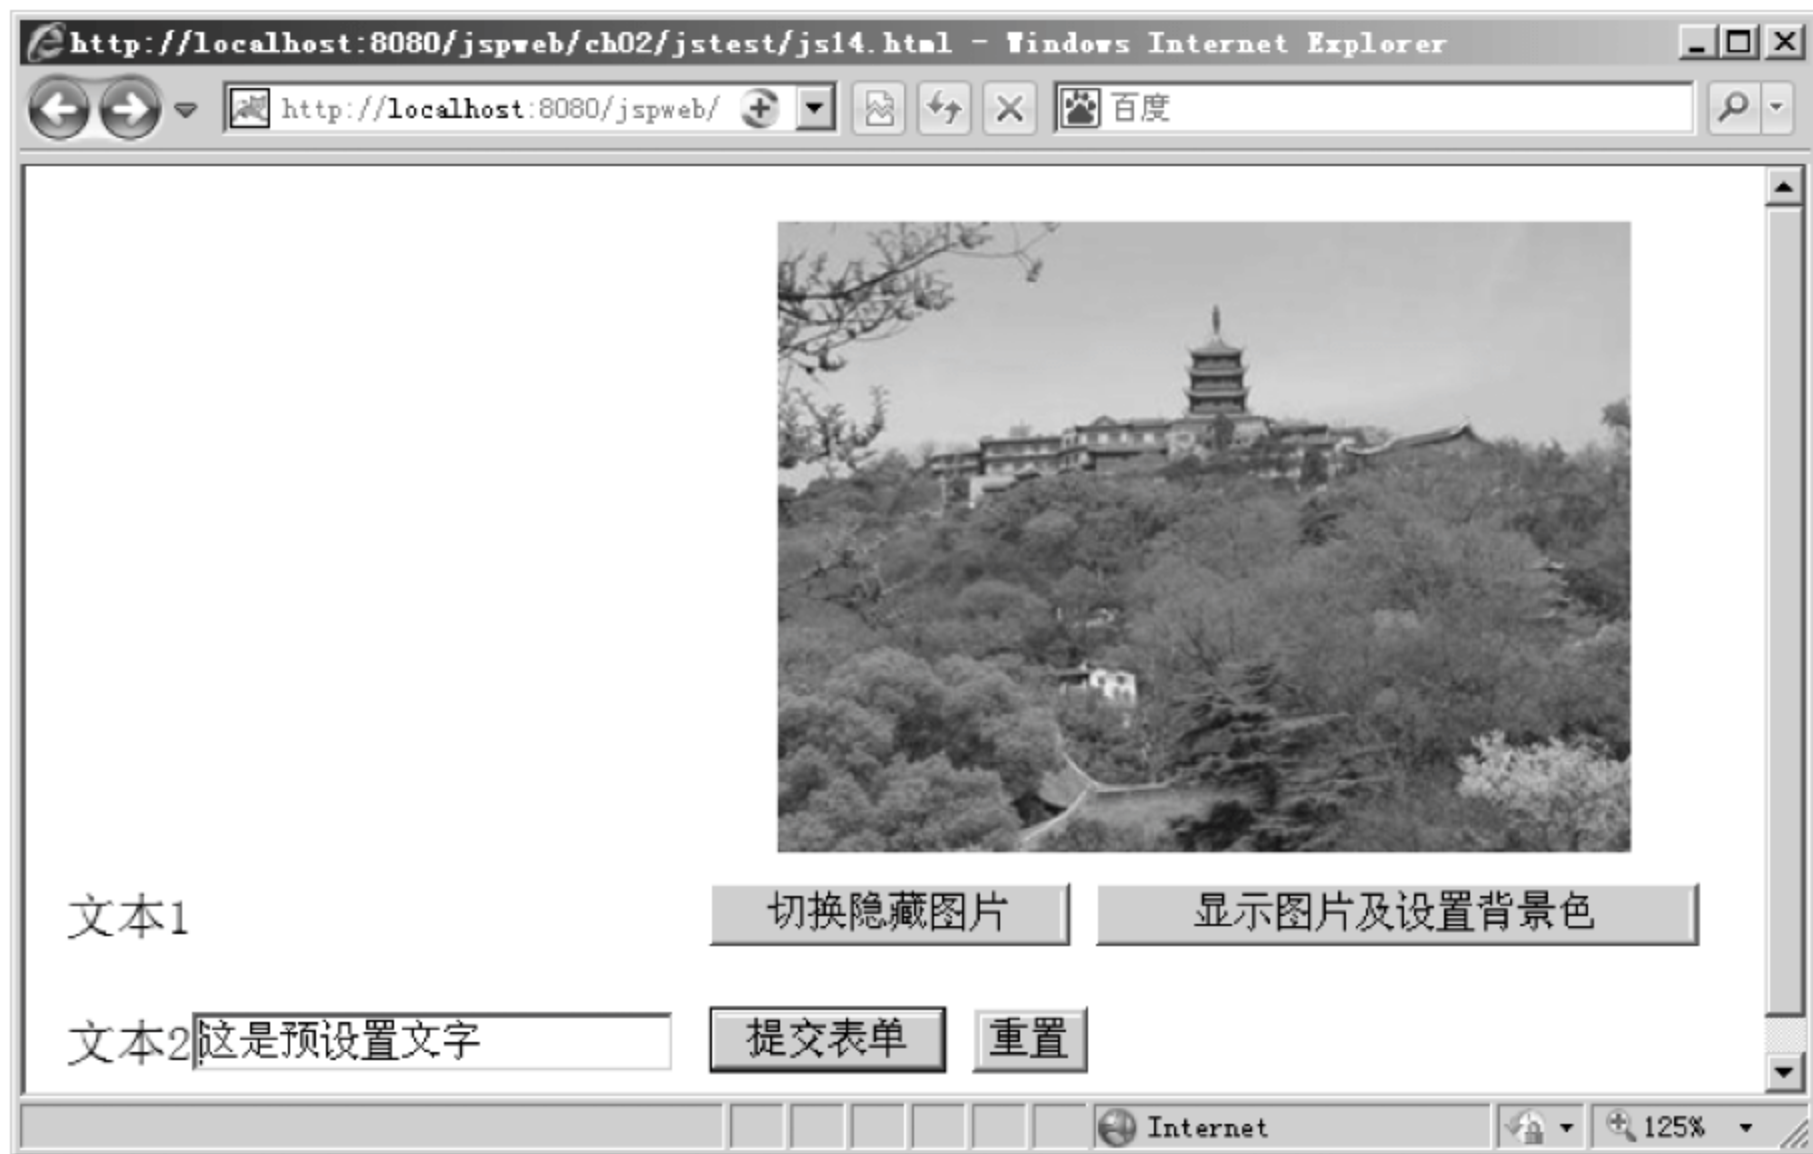 http://localhost:8080/jspweb/ch02/jstest/js14.html - Windows Internet Explorer
http://localhost:8080/jspweb/ 百度
文本1 切换隐藏图片 显示图片及设置背景色
文本2 这是预设置文字 提交表单 重置
Internet 125%